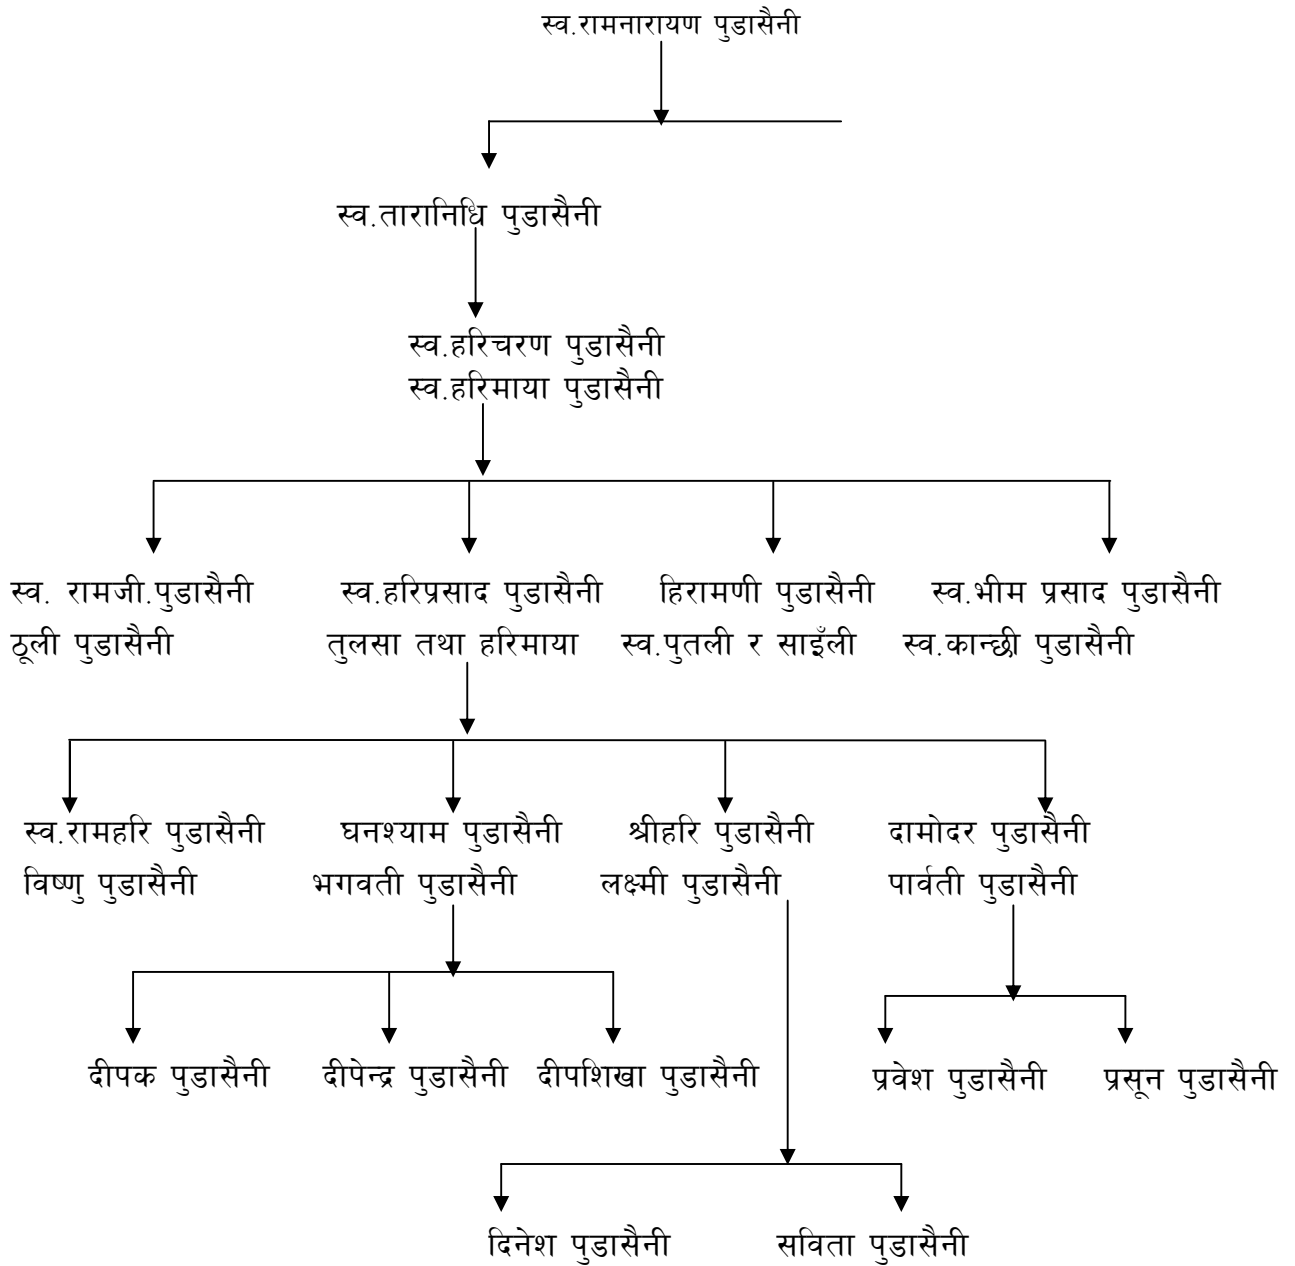 स्व.रामनारायण पुडासैनी
स्व.तारानिधि पुडासैनी
स्व.हरिचरण पुडासैनी
स्व.हरिमाया पुडासैनी
स्व. रामजी.पुडासैनी स्व.हरिप्रसाद पुडासैनी हिरामणी पुडासैनी स्व.भीम प्रसाद पुडासैनी
ठूली पुडासैनी तुलसा तथा हरिमाया स्व.पुतली र साइँली स्व.कान्छी पुडासैनी
स्व.रामहरि पुडासैनी घनश्याम पुडासैनी श्रीहरि पुडासैनी दामोदर पुडासैनी
विष्णु पुडासैनी भगवती पुडासैनी लक्ष्मी पुडासैनी पार्वती पुडासैनी
दीपक पुडासैनी दीपेन्द्र पुडासैनी दीपशिखा पुडासैनी प्रवेश पुडासैनी प्रसून पुडासैनी
दिनेश पुडासैनी सविता पुडासैनी